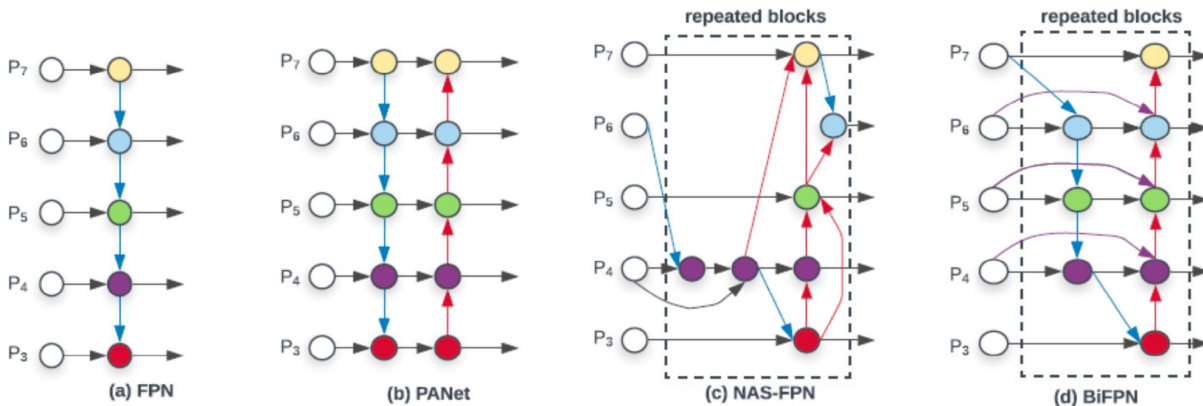 repeated blocks
repeated blocks
P7
P6
P5
P4
P3
(a) FPN
P7
P6
P5
P4
P3
(b) PANet
P7
P6
P5
P4
P3
(c) NAS-FPN
P7
P6
P5
P4
P3
(d) BiFPN